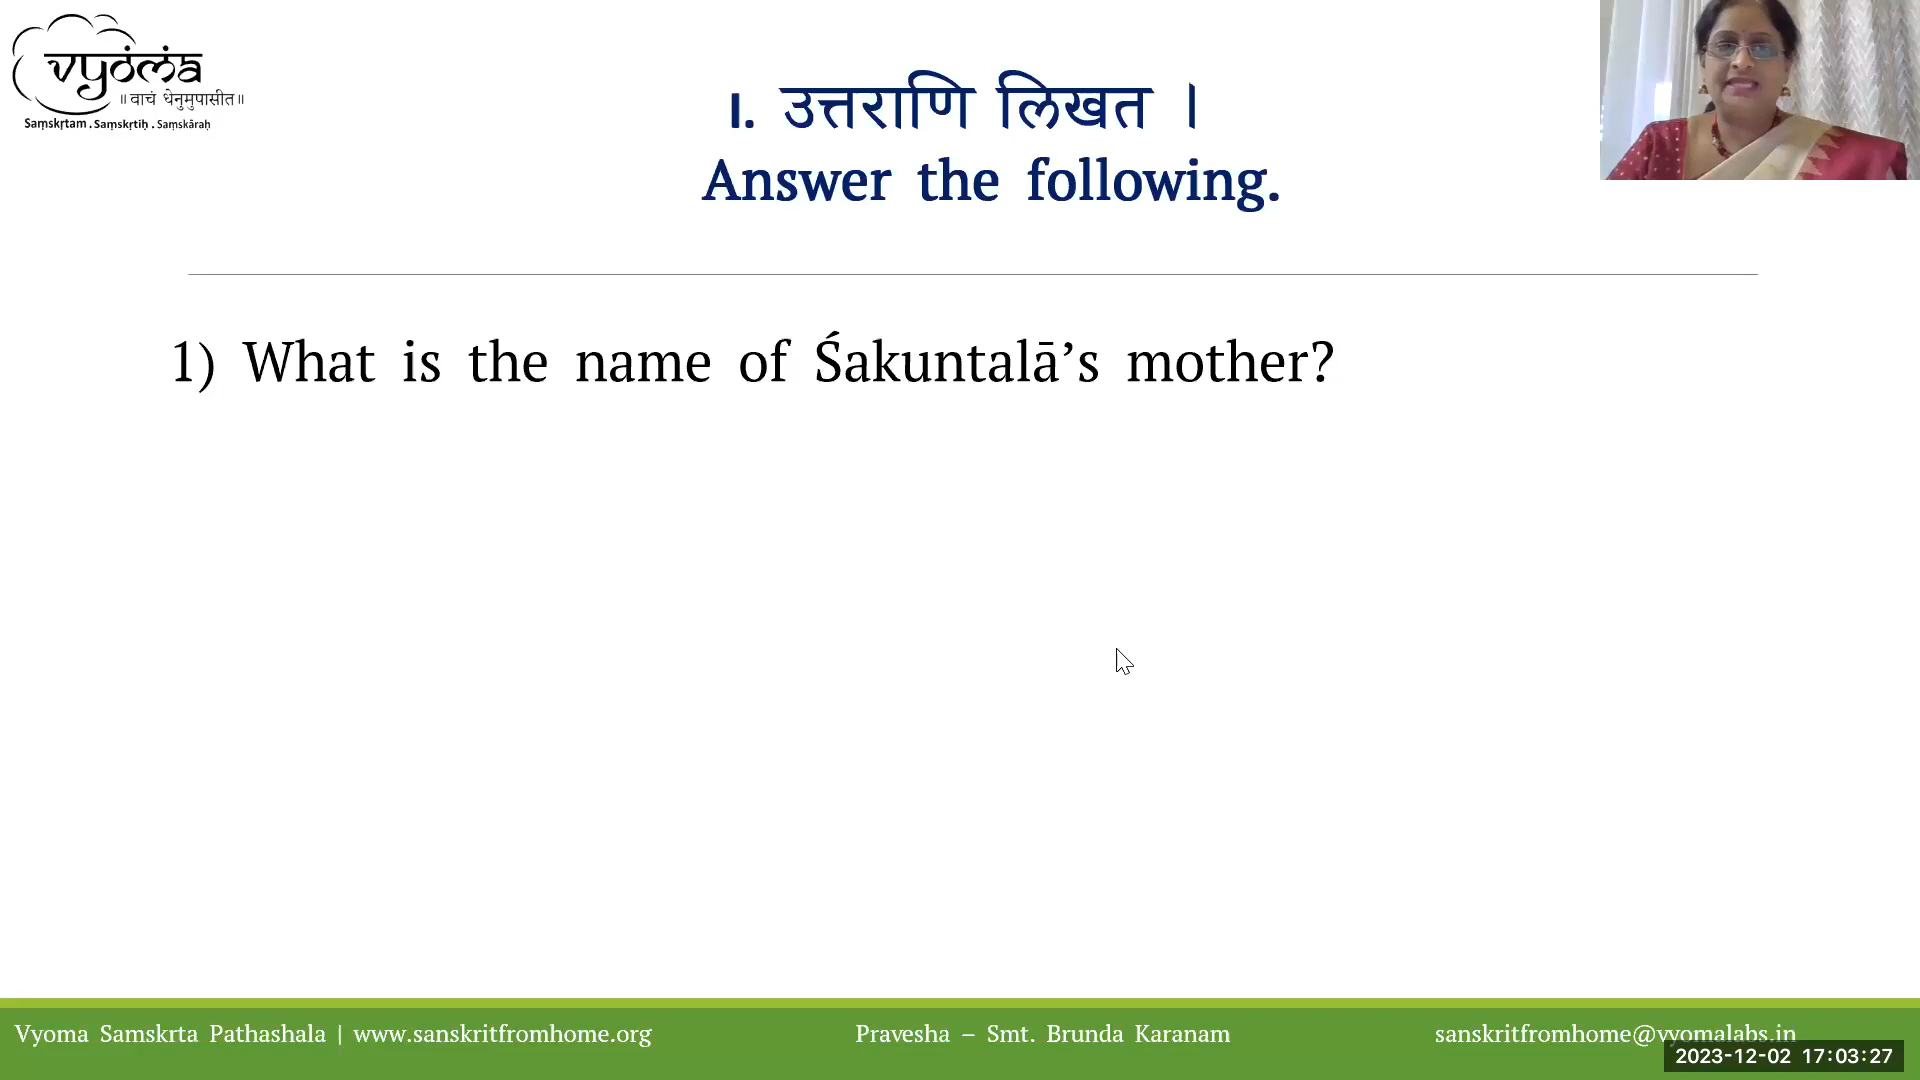 vyoma
॥ वाचं धेनुमुपासीत॥
Saṃskṛtam . Saṃskṛtiḥ . Saṃskāraḥ
I. उत्तराणि लिखत ।
Answer the following.
1) What is the name of Śakuntalā’s mother?
Vyoma Samskrta Pathashala | www.sanskritfromhome.org
Pravesha – Smt. Brunda Karanam
sanskritfromhome@vyomalabs.in
2023-12-02 17:03:27